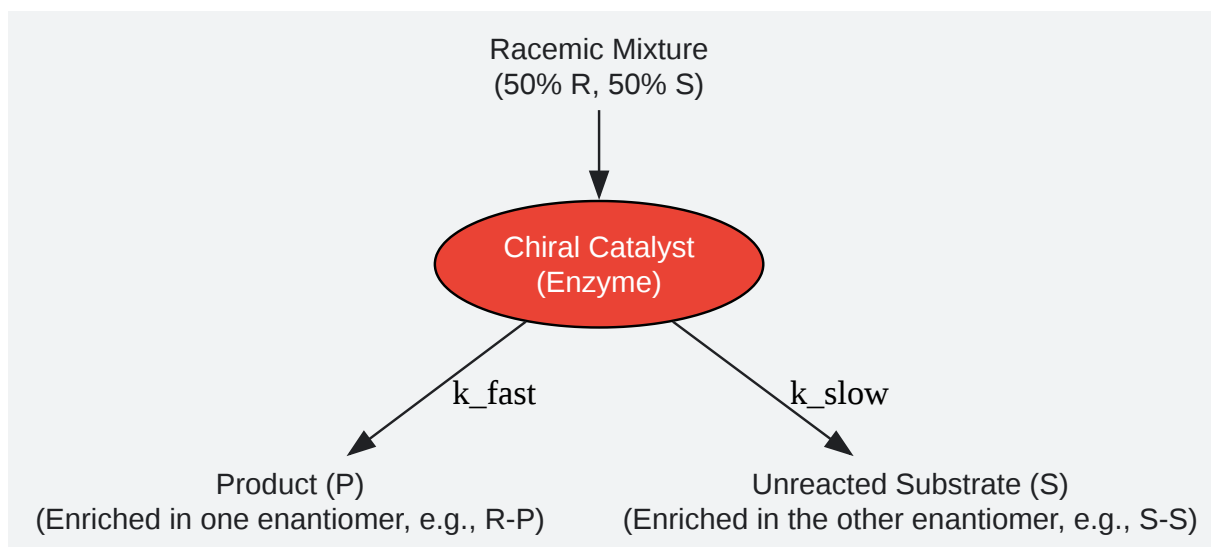 Racemic Mixture
(50% R, 50% S)
Chiral Catalyst
(Enzyme)
k_fast
k_slow
Product (P)
(Enriched in one enantiomer, e.g., R-P)
Unreacted Substrate (S)
(Enriched in the other enantiomer, e.g., S-S)